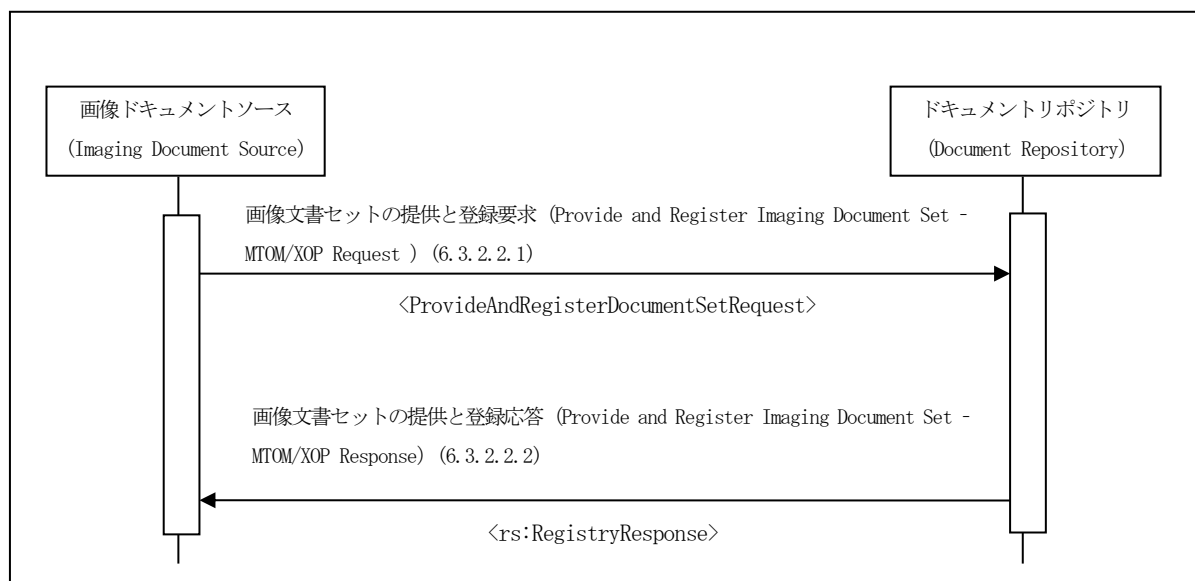 画像ドキュメントソース
(Imaging Document Source)
ドキュメントリポジトリ
(Document Repository)
画像文書セットの提供と登録要求 (Provide and Register Imaging Document Set -
MTOM/XOP Request ) (6.3.2.2.1)
<ProvideAndRegisterDocumentSetRequest>
画像文書セットの提供と登録応答 (Provide and Register Imaging Document Set -
MTOM/XOP Response) (6.3.2.2.2)
<rs:RegistryResponse>